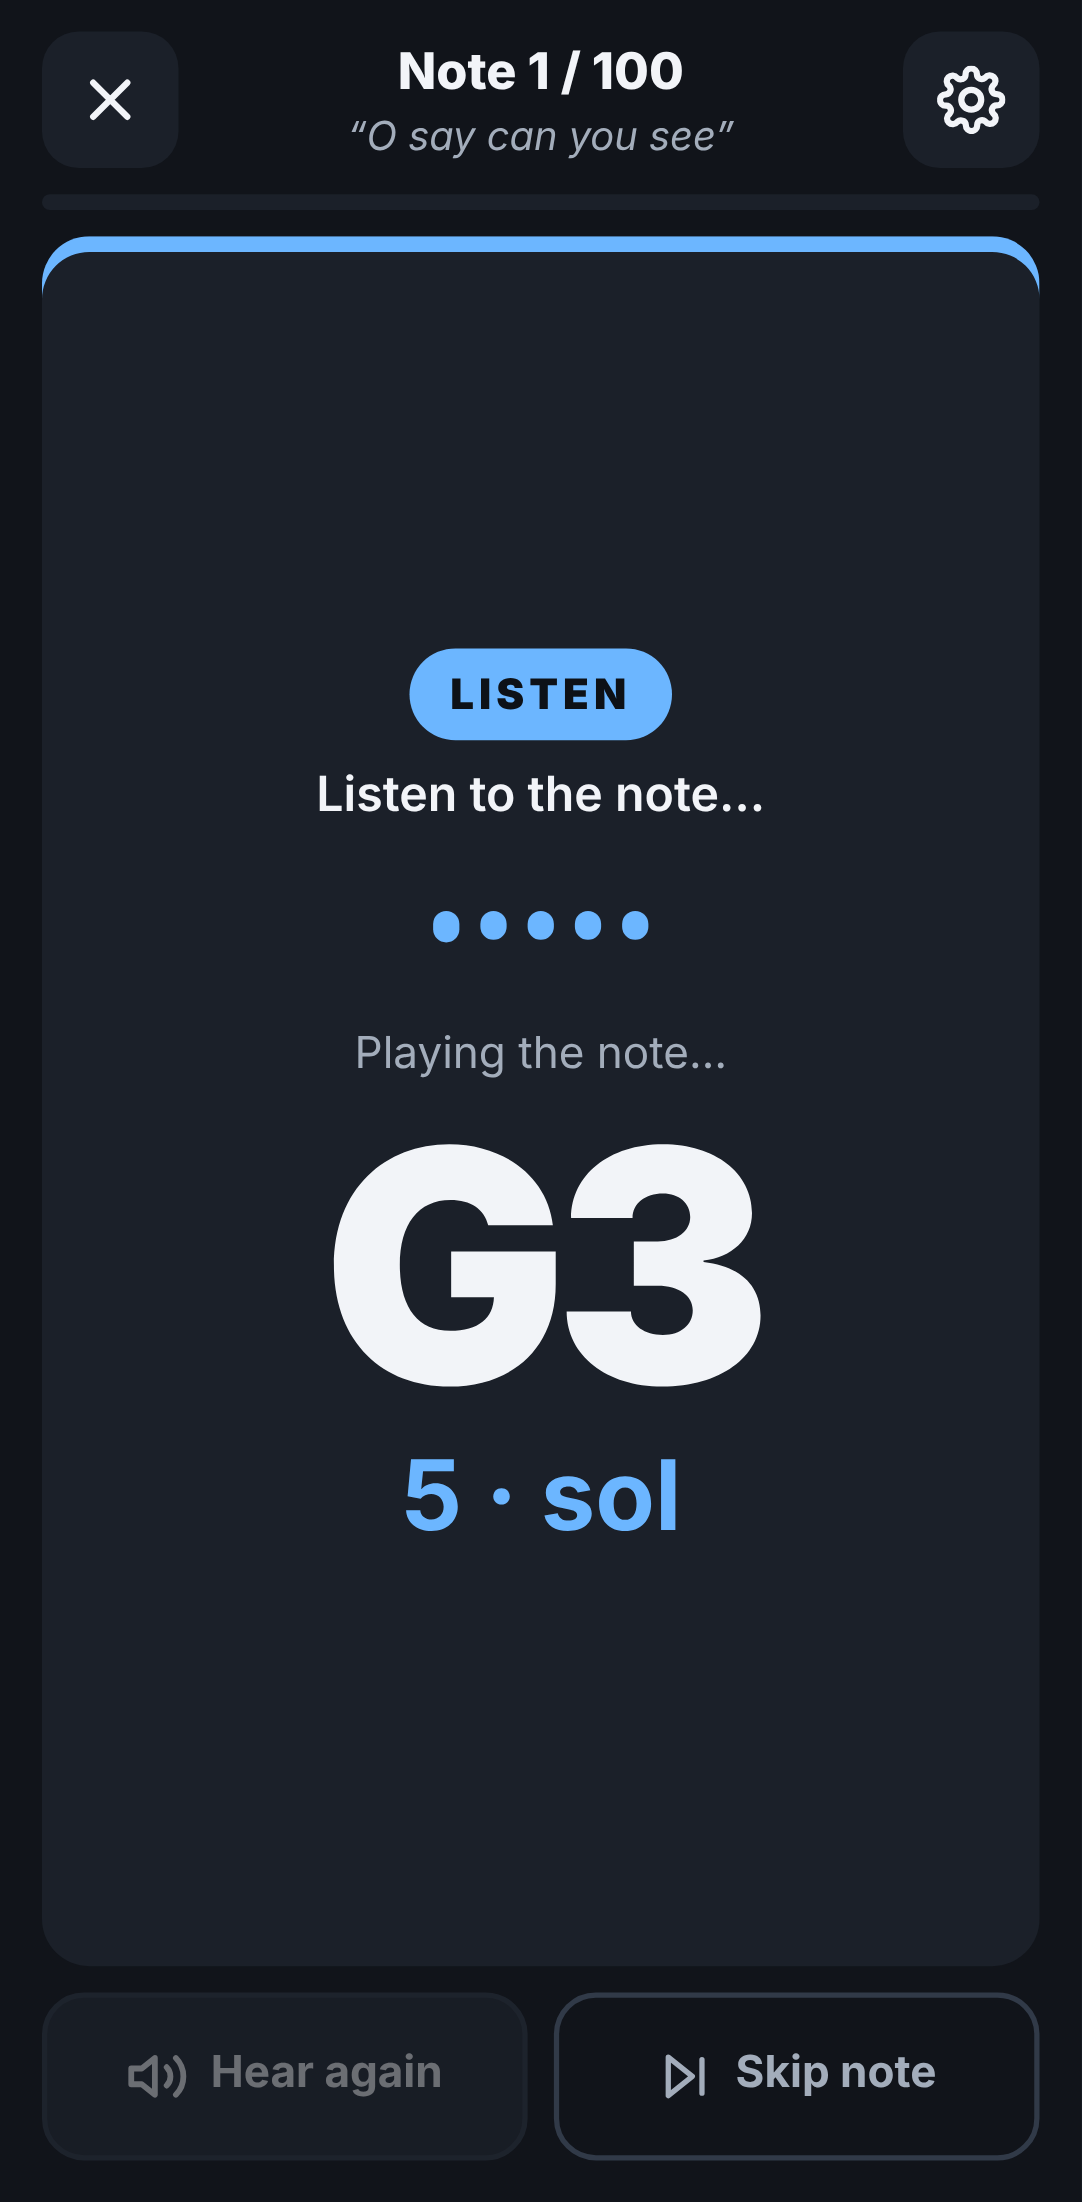 Note 1 / 100
“O say can you see”
LISTEN
Listen to the note...
Playing the note...
G3
5 · sol
Hear again
Skip note